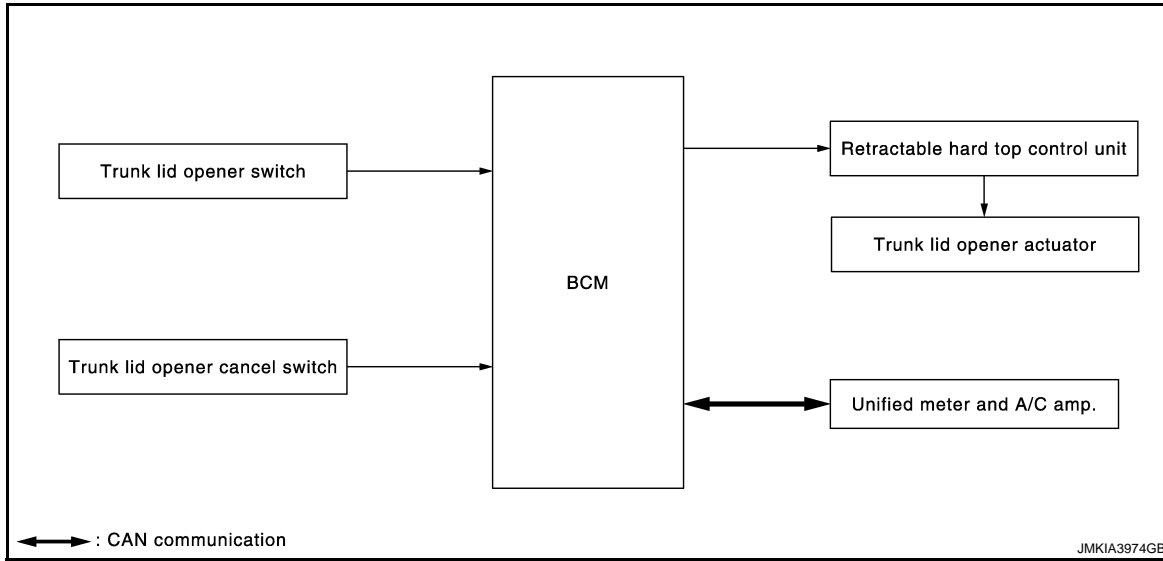 Trunk lid opener switch
Trunk lid opener cancel switch
BCM
Retractable hard top control unit
Trunk lid opener actuator
Unified meter and A/C amp.
: CAN communication
JMKIA3974GB